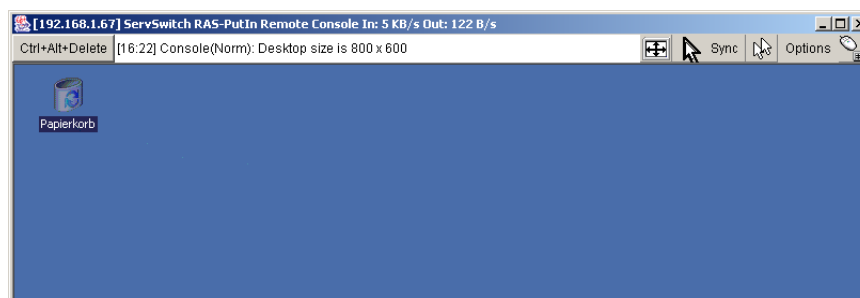 [192.168.1.67] ServSwitch RAS-PutIn Remote Console In: 5 KB/s Out: 122 B/s
Ctrl+Alt+Delete [16:22] Console(Norm): Desktop size is 800 x 600 Sync Options
Papierkorb